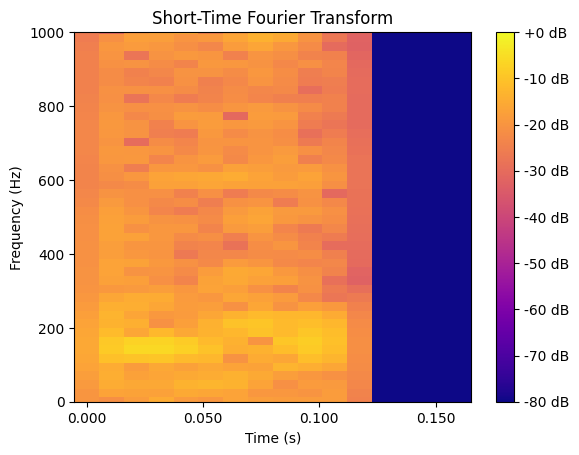 Short-Time Fourier Transform
1000
800
600
400
200
0
Frequency (Hz)
0.000
0.050
0.100
0.150
Time (s)
+0 dB
-10 dB
-20 dB
-30 dB
-40 dB
-50 dB
-60 dB
-70 dB
-80 dB